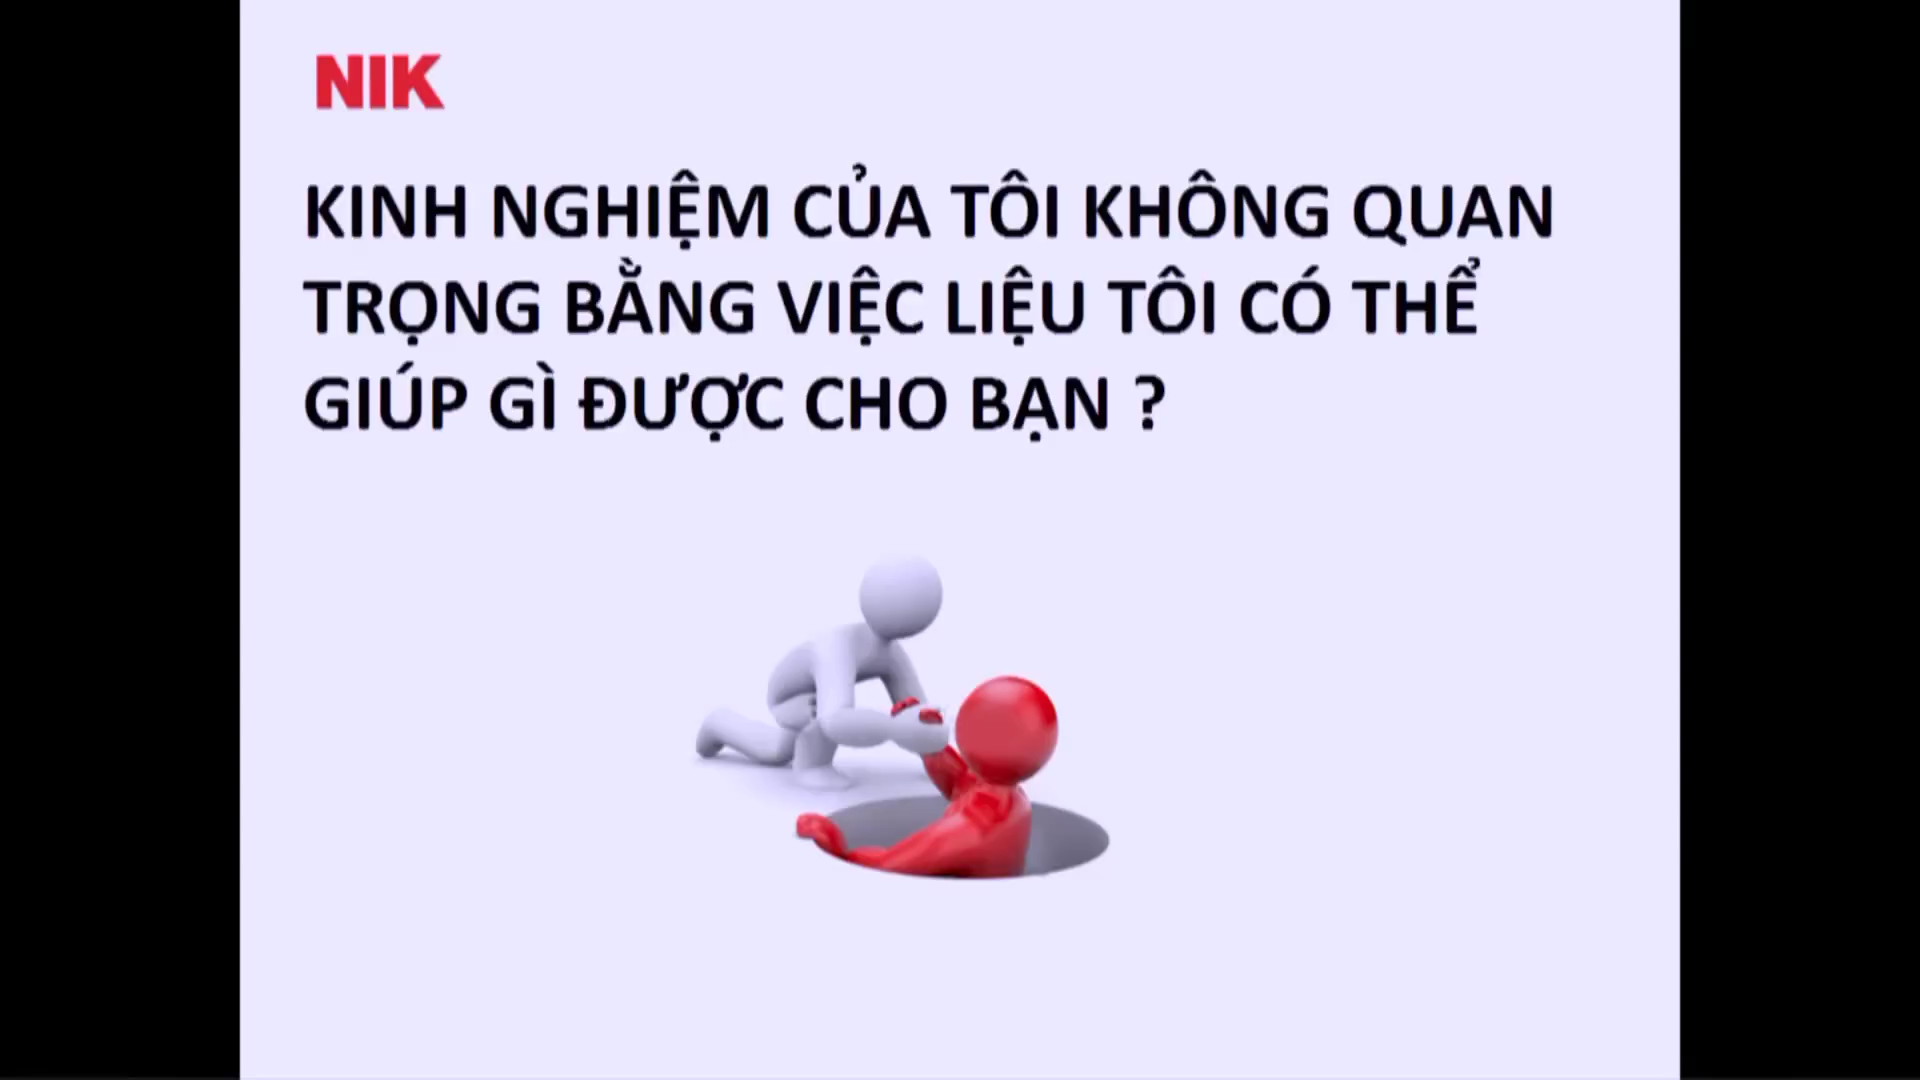 NIK
KINH NGHIỆM CỦA TÔI KHÔNG QUAN
TRỌNG BẰNG VIỆC LIỆU TÔI CÓ THỂ
GIÚP GÌ ĐƯỢC CHO BẠN ?